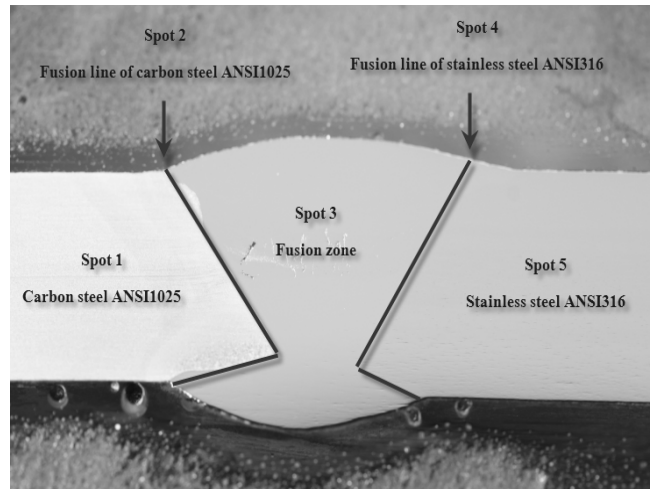 Spot 2
Fusion line of carbon steel ANSI1025
Spot 4
Fusion line of stainless steel ANSI316
Spot 3
Fusion zone
Spot 1
Carbon steel ANSI1025
Spot 5
Stainless steel ANSI316